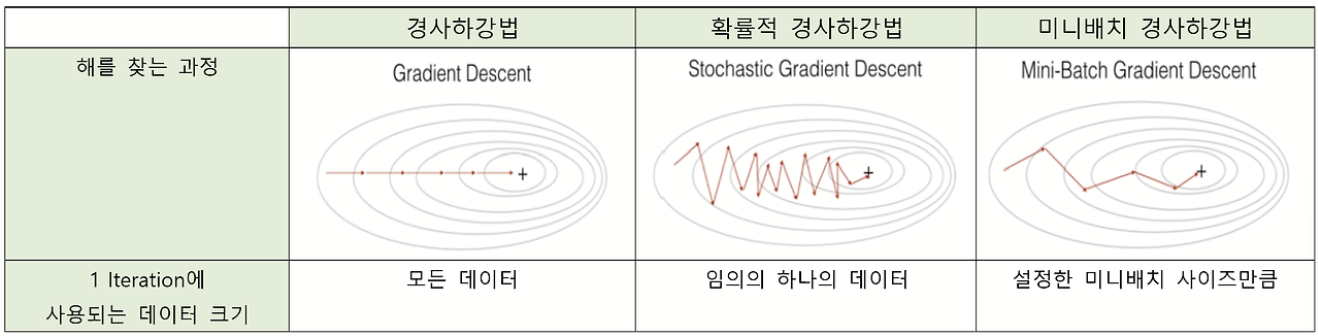 경사하강법
확률적 경사하강법
미니배치 경사하강법
해를 찾는 과정
Gradient Descent
Stochastic Gradient Descent
Mini-Batch Gradient Descent
1 Iteration에
사용되는 데이터 크기
모든 데이터
임의의 하나의 데이터
설정한 미니배치 사이즈만큼